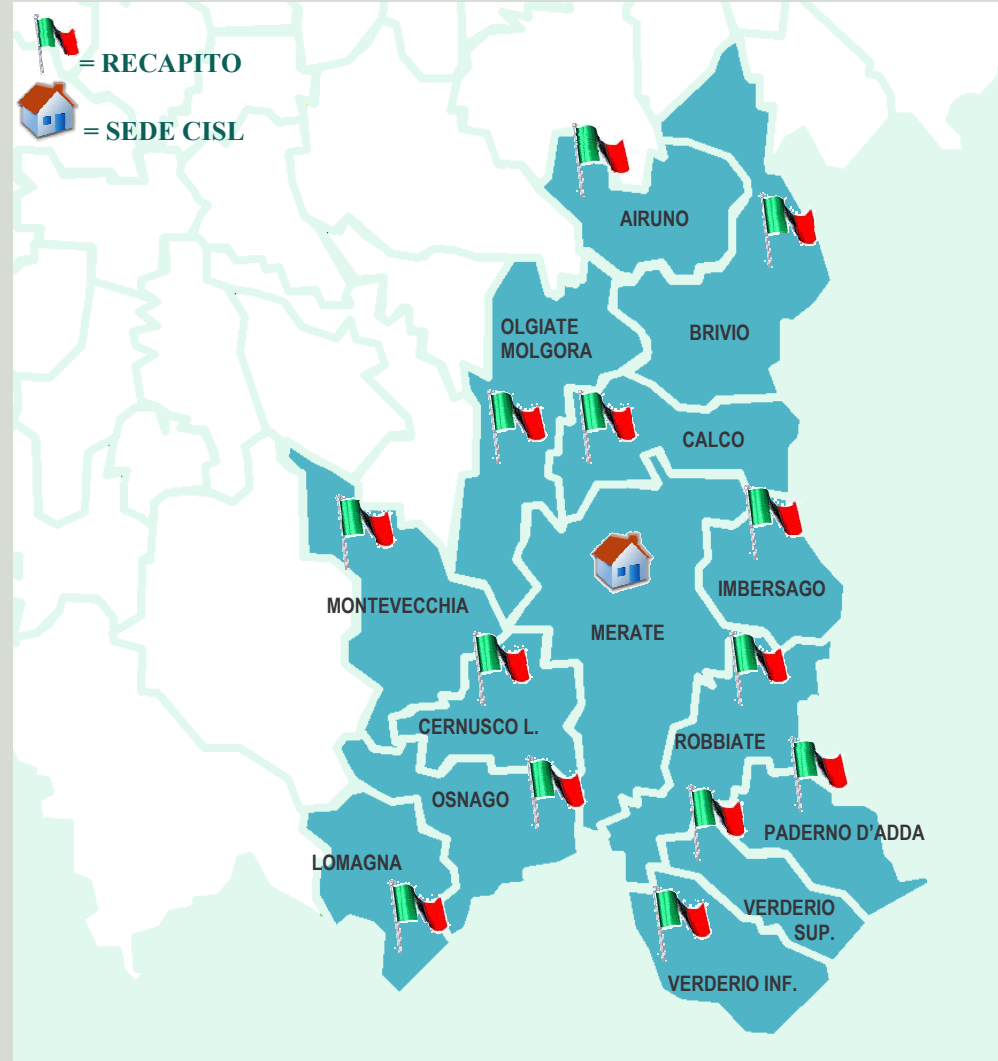 = RECAPITO
= SEDE CISL
AIRUNO
OLGIATE
MOLGORA
BRIVIO
CALCO
IMBERSAGO
MONTEVECCHIA
MERATE
CERNUSCO L.
ROBBIATE
OSNAGO
PADERNO D'ADDA
LOMAGNA
VERDERIO
SUP.
VERDERIO INF.